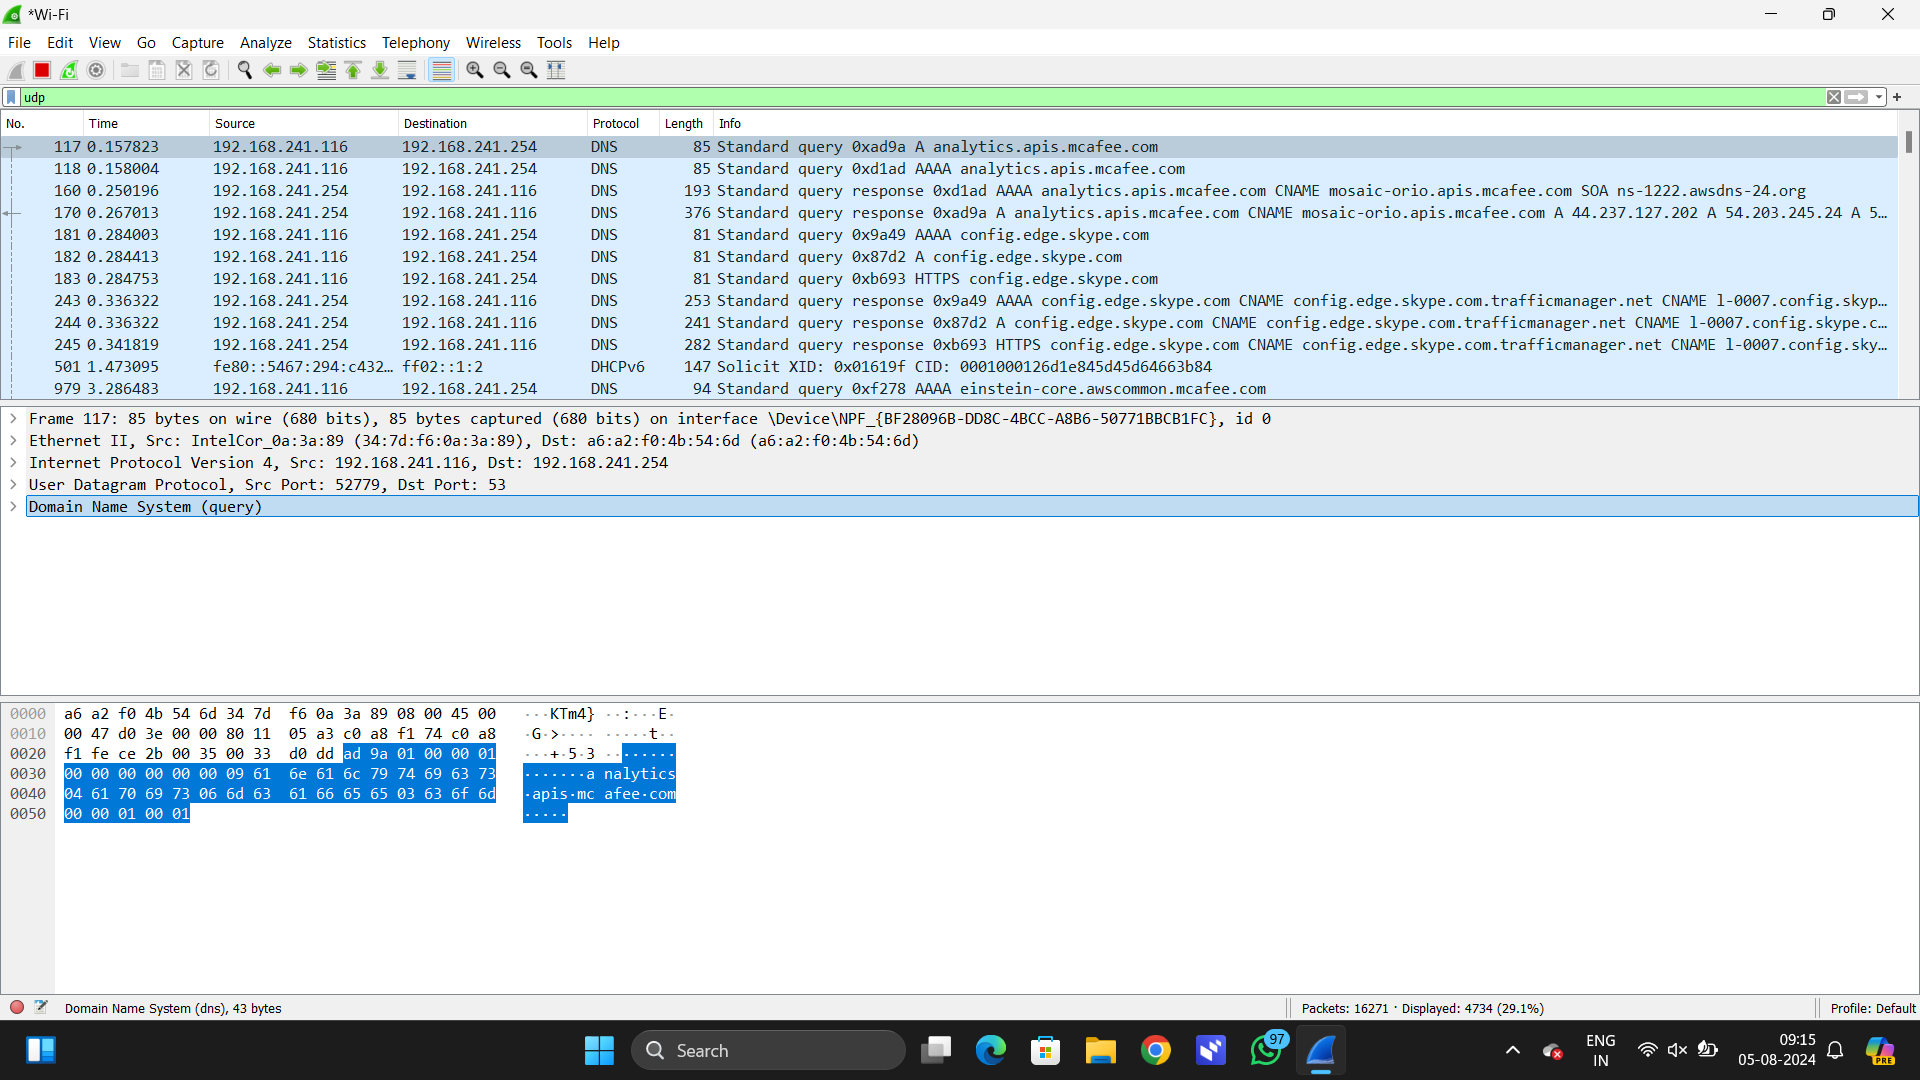 *Wi-Fi
File Edit View Go Capture Analyze Statistics Telephony Wireless Tools Help
udp
No. Time Source Destination Protocol Length Info
117 0.157823 192.168.241.116 192.168.241.254 DNS 85 Standard query 0xad9a A analytics.apis.mcafee.com
118 0.158004 192.168.241.116 192.168.241.254 DNS 85 Standard query 0xd1ad AAAA analytics.apis.mcafee.com
160 0.250196 192.168.241.254 192.168.241.116 DNS 193 Standard query response 0xd1ad AAAA analytics.apis.mcafee.com CNAME mosaic-orio.apis.mcafee.com SOA ns-1222.awsdns-24.org
170 0.267013 192.168.241.254 192.168.241.116 DNS 376 Standard query response 0xad9a A analytics.apis.mcafee.com CNAME mosaic-orio.apis.mcafee.com A 44.237.127.202 A 54.203.245.24 A 5…
181 0.284003 192.168.241.116 192.168.241.254 DNS 81 Standard query 0x9a49 AAAA config.edge.skype.com
182 0.284413 192.168.241.116 192.168.241.254 DNS 81 Standard query 0x87d2 A config.edge.skype.com
183 0.284753 192.168.241.116 192.168.241.254 DNS 81 Standard query 0xb693 HTTPS config.edge.skype.com
243 0.336322 192.168.241.254 192.168.241.116 DNS 253 Standard query response 0x9a49 AAAA config.edge.skype.com CNAME config.edge.skype.com.trafficmanager.net CNAME l-0007.config.skyp…
244 0.336322 192.168.241.254 192.168.241.116 DNS 241 Standard query response 0x87d2 A config.edge.skype.com CNAME config.edge.skype.com.trafficmanager.net CNAME l-0007.config.skype.c…
245 0.341819 192.168.241.254 192.168.241.116 DNS 282 Standard query response 0xb693 HTTPS config.edge.skype.com CNAME config.edge.skype.com.trafficmanager.net CNAME l-0007.config.sky…
501 1.473095 fe80::5467:294:c432… ff02::1:2 DHCPv6 147 Solicit XID: 0x01619f CID: 0001000126d1e845d45d64663b84
979 3.286483 192.168.241.116 192.168.241.254 DNS 94 Standard query 0xf278 AAAA einstein-core.awscommon.mcafee.com
Frame 117: 85 bytes on wire (680 bits), 85 bytes captured (680 bits) on interface \Device\NPF_{BF28096B-DD8C-4BCC-A8B6-50771BBCB1FC}, id 0
Ethernet II, Src: IntelCor_0a:3a:89 (34:7d:f6:0a:3a:89), Dst: a6:a2:f0:4b:54:6d (a6:a2:f0:4b:54:6d)
Internet Protocol Version 4, Src: 192.168.241.116, Dst: 192.168.241.254
User Datagram Protocol, Src Port: 52779, Dst Port: 53
Domain Name System (query)
0000 a6 a2 f0 4b 54 6d 34 7d f6 0a 3a 89 08 00 45 00 ···KTm4} ··:···E·
0010 00 47 d0 3e 00 00 80 11 05 a3 c0 a8 f1 74 c0 a8 ·G·>···· ·····t··
0020 f1 fe ce 2b 00 35 00 33 d0 dd ad 9a 01 00 00 01 ···+·5·3 ········
0030 00 00 00 00 00 00 09 61 6e 61 6c 79 74 69 63 73 ·······a nalytics
0040 04 61 70 69 73 06 6d 63 61 66 65 65 03 63 6f 6d ·apis·mc afee·com
0050 00 00 01 00 01 ·····
Domain Name System (dns), 43 bytes
Packets: 16271 · Displayed: 4734 (29.1%)
Profile: Default
Search
97
ENG
IN
09:15
05-08-2024
PRE